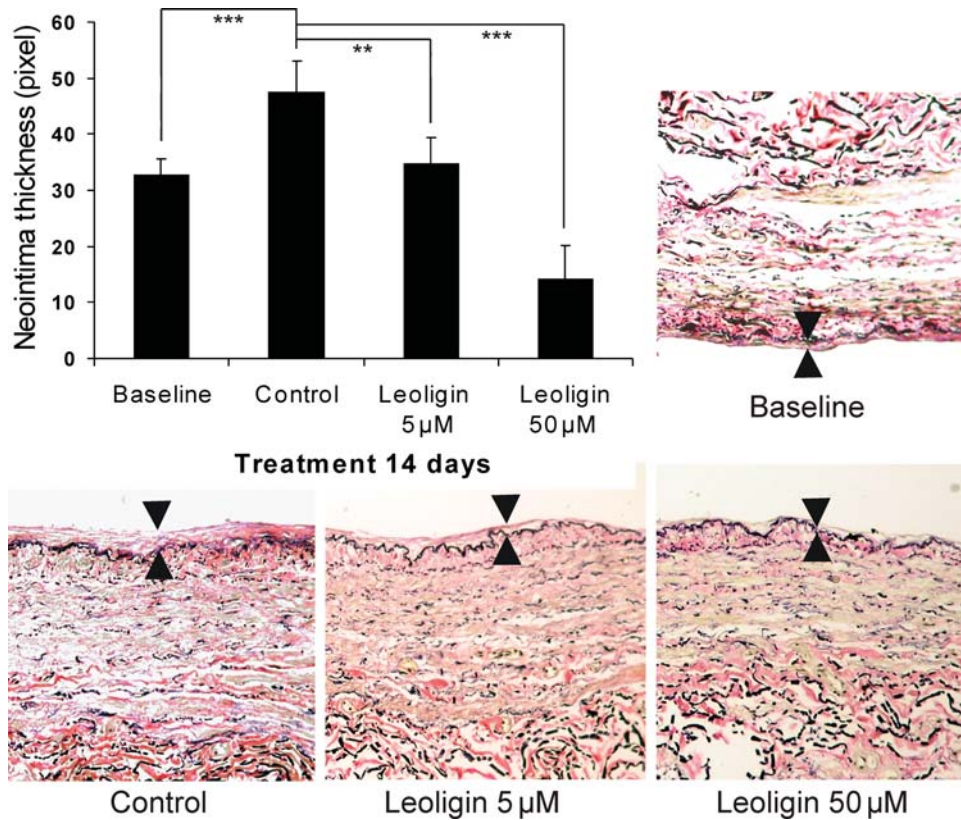 Neointima thickness (pixel)
60
50
40
30
20
10
0
***
**
***
Baseline
Control
Leoligin
5 µM
Leoligin
50 µM
Treatment 14 days
Baseline
Control
Leoligin 5 µM
Leoligin 50 µM